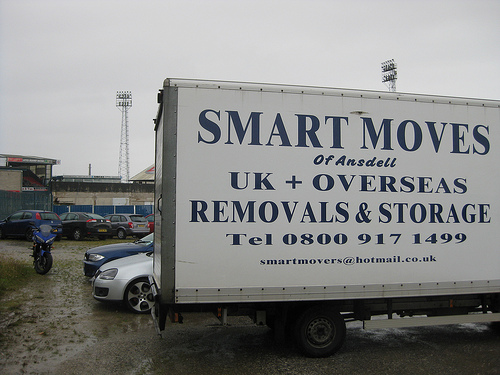 SMART MOVES
Of Ansdell
UK + OVERSEAS
REMOVALS & STORAGE
Tel 0800 917 1499
smartmovers@hotmail.co.uk